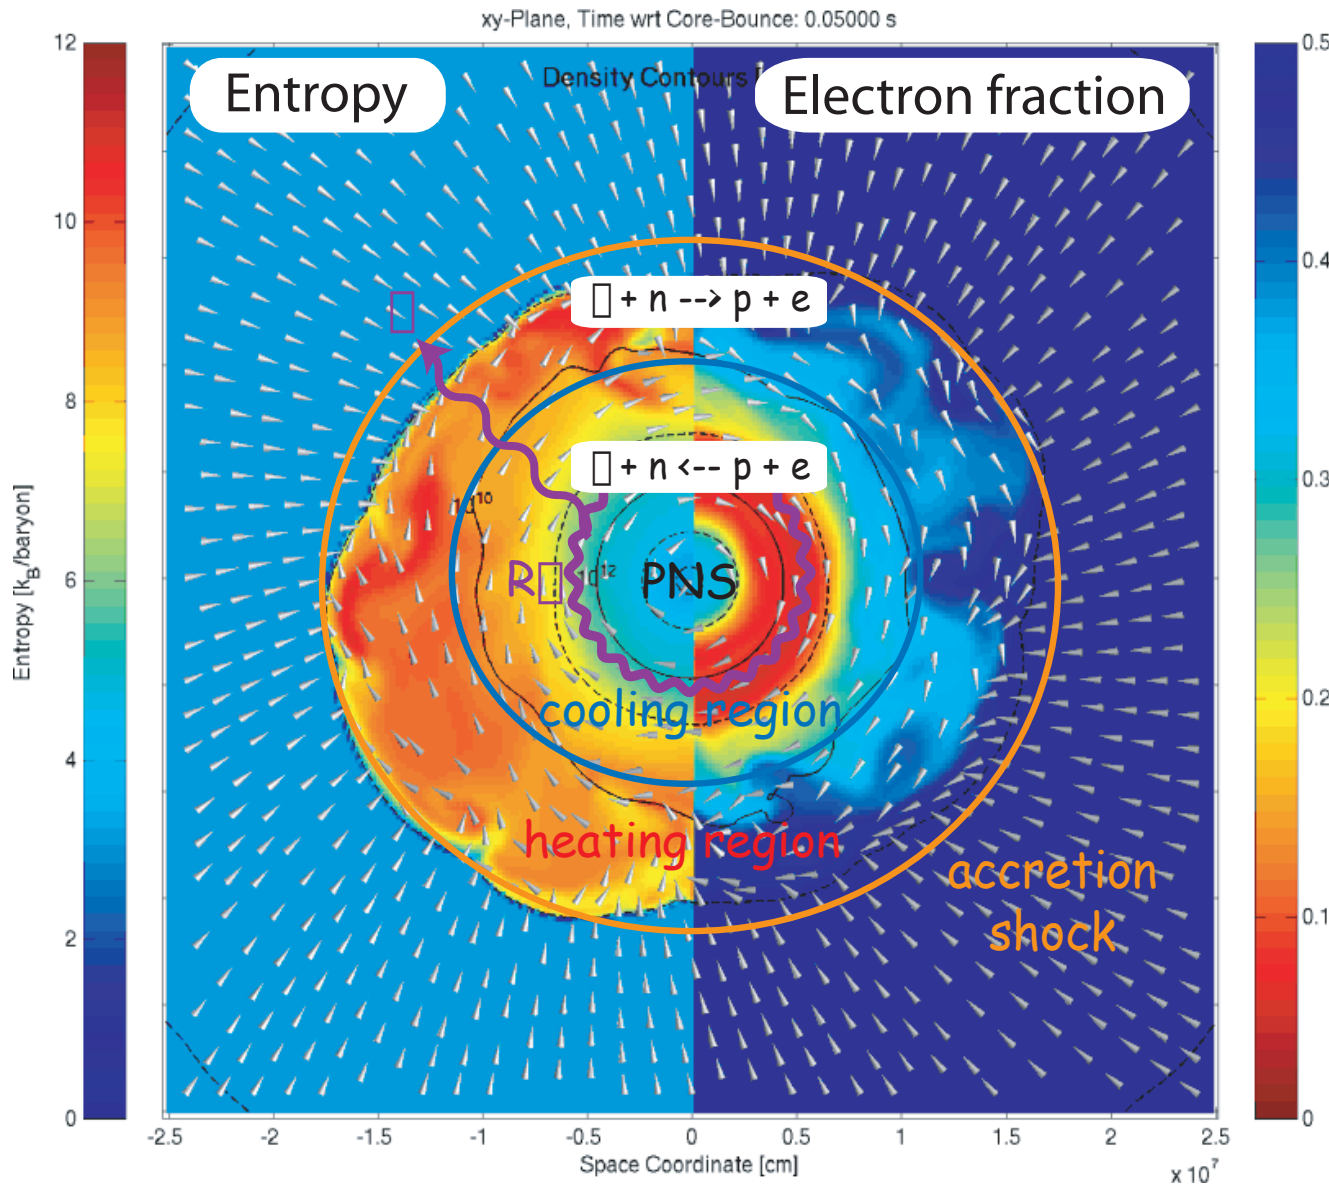 xy-Plane, Time wrt Core-Bounce: 0.05000 s
Entropy
Density Contours [
Electron fraction
12
10
8
6
4
2
0
Entropy [k_B/baryon]
0.5
0.4
0.3
0.2
0.1
0
▯
▯ + n --> p + e
▯ + n <-- p + e
10
12
R▯
PNS
cooling region
heating region
accretion
shock
-2.5 -2 -1.5 -1 -0.5 0 0.5 1 1.5 2 2.5
Space Coordinate [cm]
x 10^7